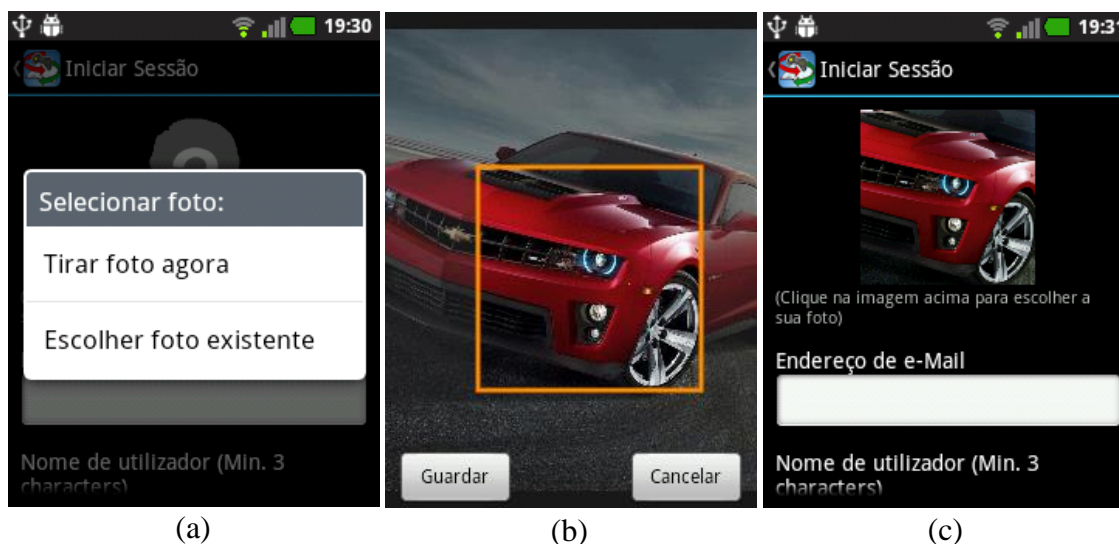 19:30
Iniciar Sessão
Selecionar foto:
Tirar foto agora
Escolher foto existente
Nome de utilizador (Min. 3
characters)
(a)
Guardar
Cancelar
(b)
19:31
Iniciar Sessão
(Clique na imagem acima para escolher a
sua foto)
Endereço de e-Mail
Nome de utilizador (Min. 3
characters)
(c)